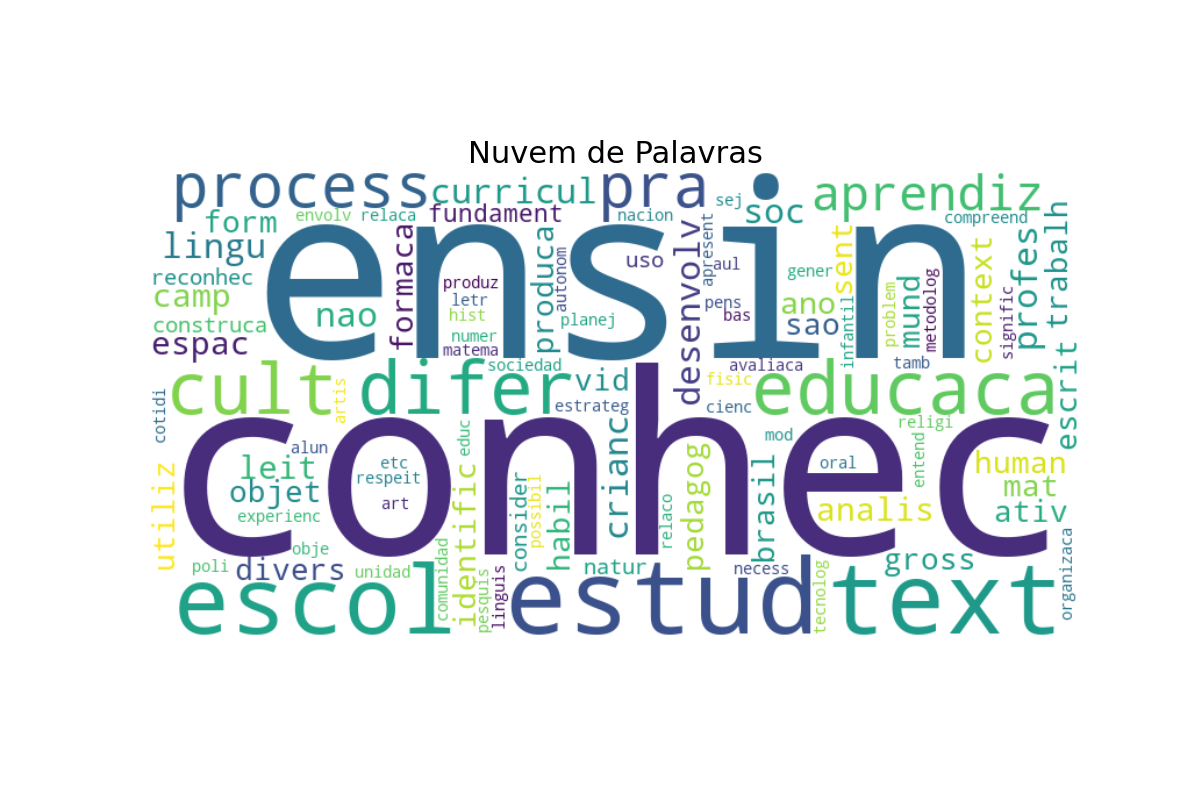 Nuvem de Palavras
process
curricul
pra
sej
soc
aprendiz
form
envolv
relaca
fundament
nacion
compreend
lingu
ensin
reconhec
camp
construca
espac
nao
formaca
produz
letr
hist
numer
matema
produca
autonom
planej
uso
desenvolv
apresent
aul
pens
bas
gener
ano
sao
sent
infantil
problem
mund
metodolog
context
signific
profes
trabalh
escrit
sociedad
avaliaca
tamb
cult
difer
vid
estrateg
fisic
cienc
educaca
cotidi
artis
religi
conhec
alun
leit
objet
experienc
etc
respeit
art
educ
identific
consider
possibil
habil
crianc
relaco
pedagog
brasil
mod
oral
analis
entend
human
mat
ativ
utiliz
obje
poli
divers
unidad
comunidad
natur
necess
gross
organizaca
escol
pesquis
linguis
estud
tecnolog
text